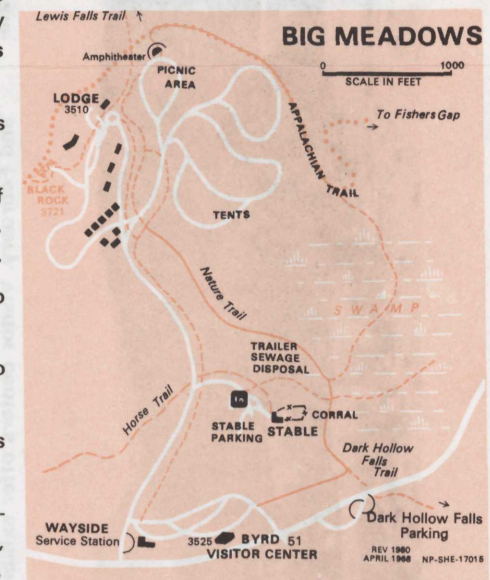 Lewis Falls Trail
BIG MEADOWS
Amphitheater
PICNIC
AREA
0 1000
SCALE IN FEET
LODGE
3510
To Fishers Gap
APPALACHIAN TRAIL
BLACK
ROCK
3721
TENTS
Nature Trail
SWAMP
TRAILER
SEWAGE
DISPOSAL
Horse Trail
STABLE
PARKING
STABLE
CORRAL
Dark Hollow
Falls
Trail
Dark Hollow Falls
Parking
WAYSIDE
Service Station
3525 BYRD 51
VISITOR CENTER
REV 1980
APRIL 1968 NP-SHE-17015